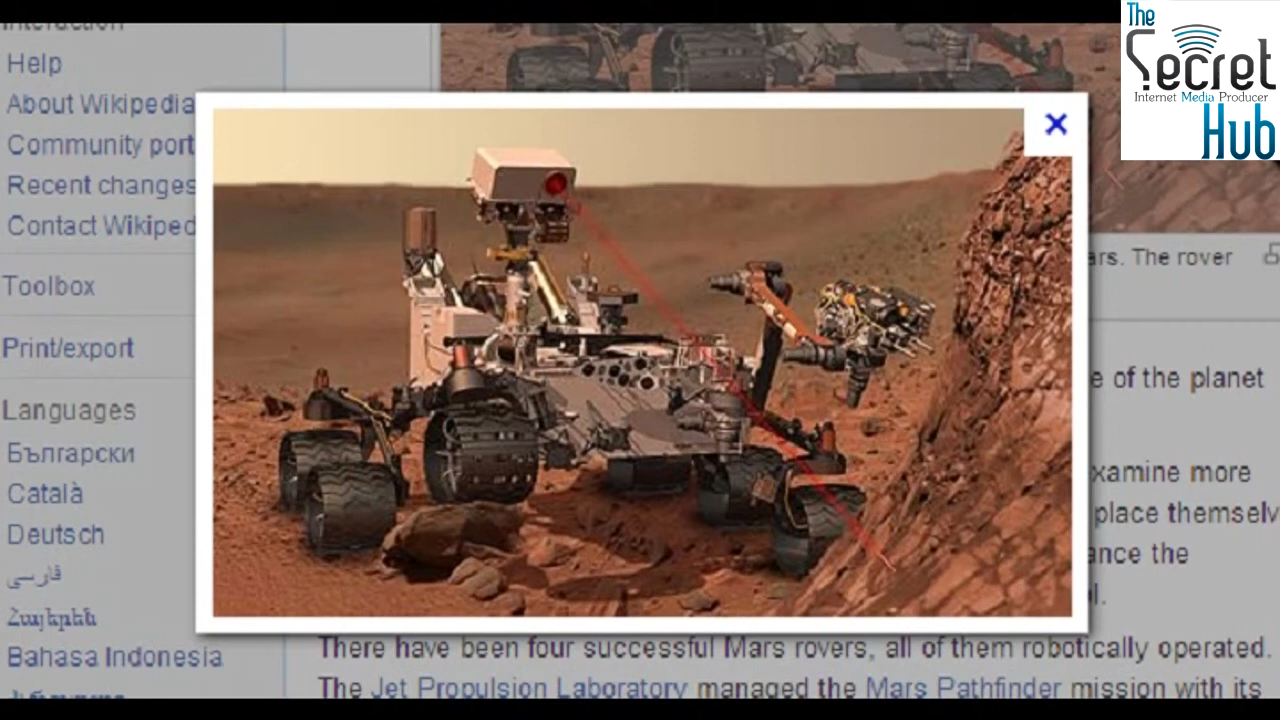 Interaction
Help
About Wikipedia
Community port
Recent changes
Contact Wikiped
Toolbox
Print/export
Languages
Български
Català
Deutsch
فارسی
Հայերեն
Bahasa Indonesia
The
Secret
Internet Media Producer
Hub
ars. The rover
e of the planet
xamine more
place themselv
ance the
l.
There have been four successful Mars rovers, all of them robotically operated.
The Jet Propulsion Laboratory managed the Mars Pathfinder mission with its